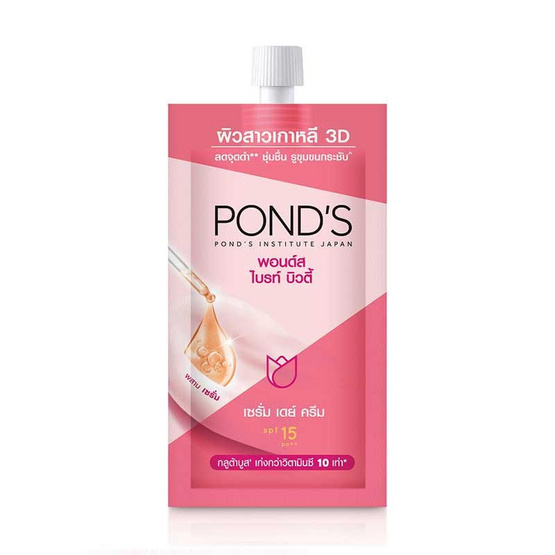 ผิวสาวเกาหลี 3D
ลดจุดดำ** ชุ่มชื่น รูขุมขนกระชับ^
POND'S
POND'S INSTITUTE JAPAN
พอนด์ส
ไบรท์ บิวตี้
ผสาน เซรั่ม
เซรั่ม เดย์ ครีม
spf 15
pa++
กลูต้าบูส' เก่งกว่าวิตามินซี 10 เท่า*